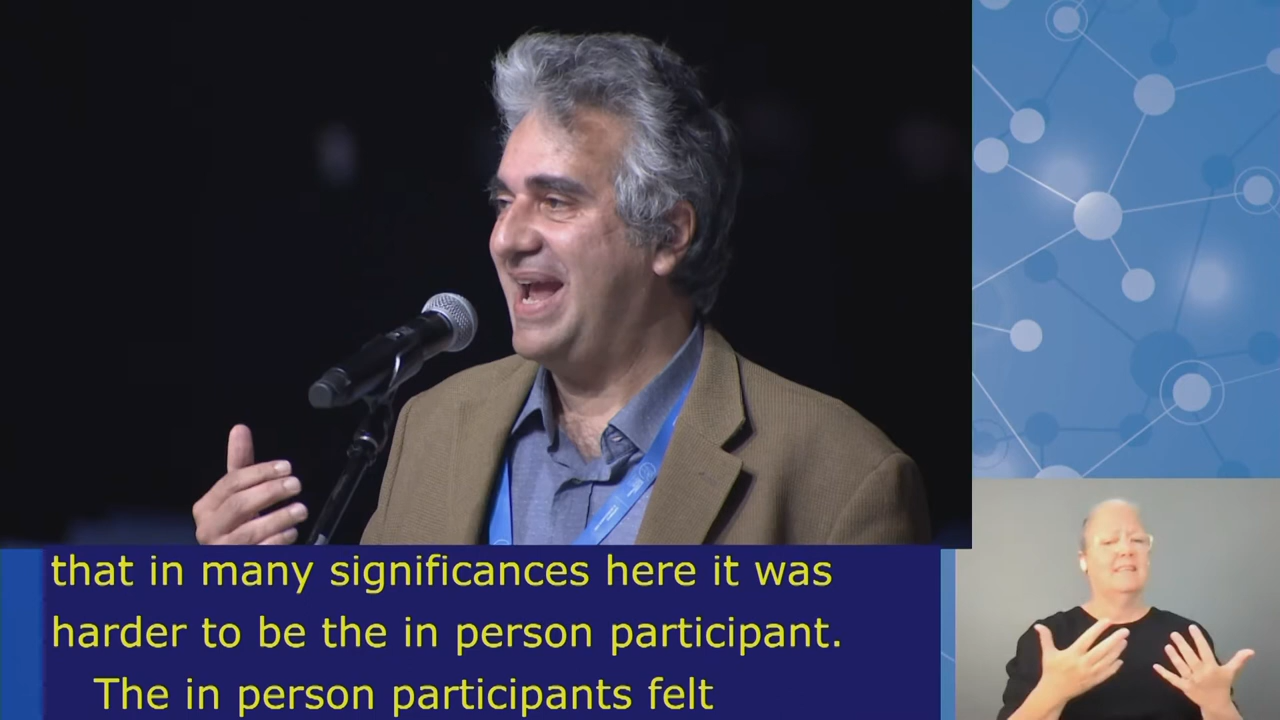 that in many significances here it was
harder to be the in person participant.
The in person participants felt